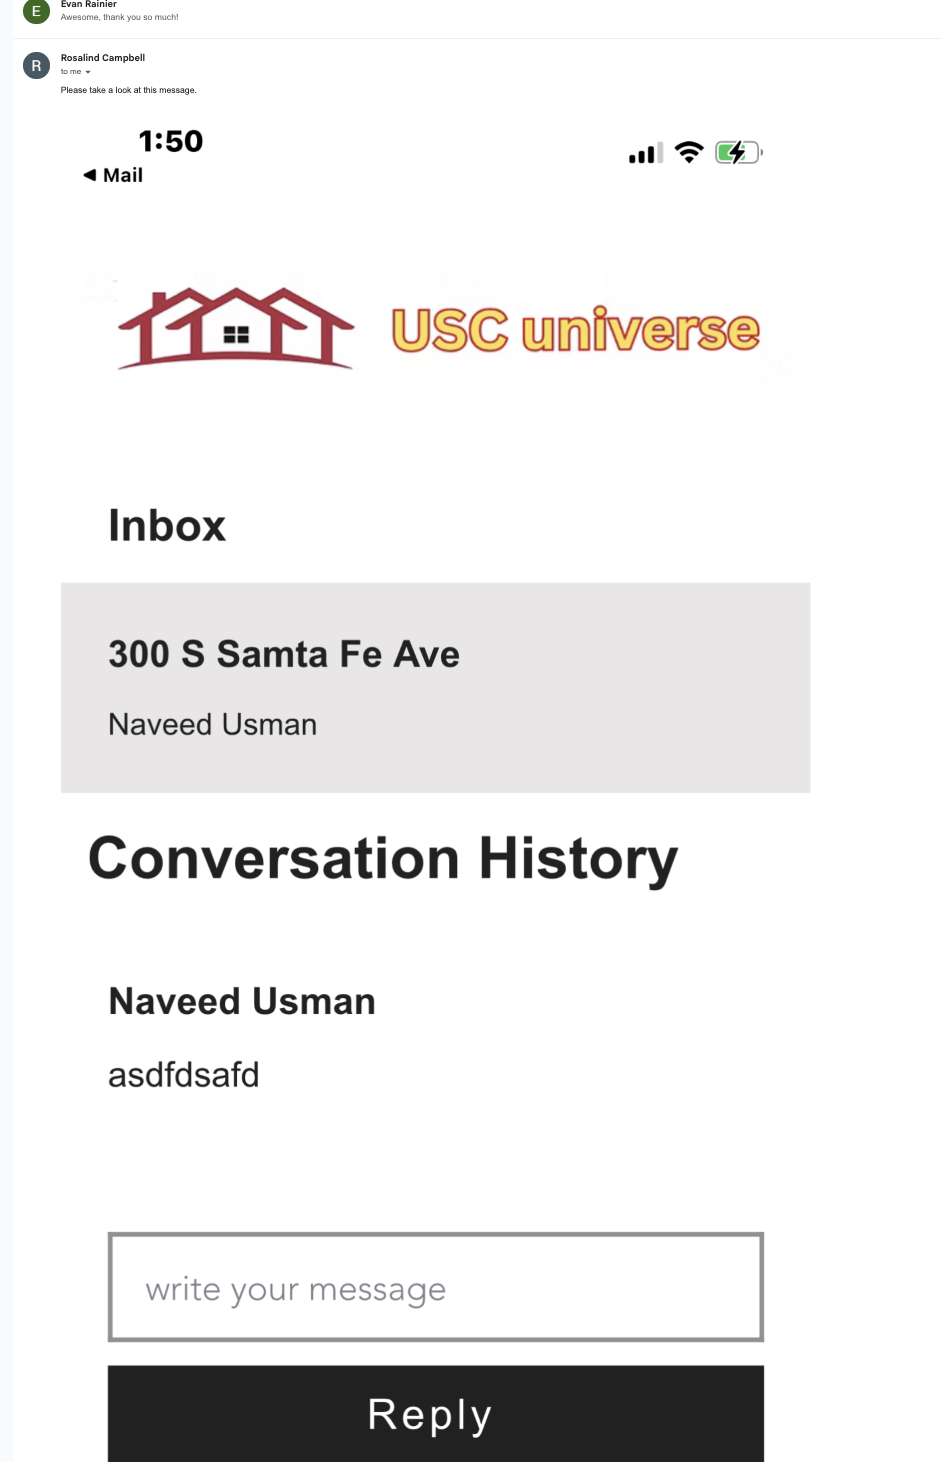 E
Evan Rainier
Awesome, thank you so much!
R
Rosalind Campbell
to me
Please take a look at this message.
1:50
Mail
USC universe
Inbox
300 S Samta Fe Ave
Naveed Usman
Conversation History
Naveed Usman
asdfdsafd
write your message
Reply